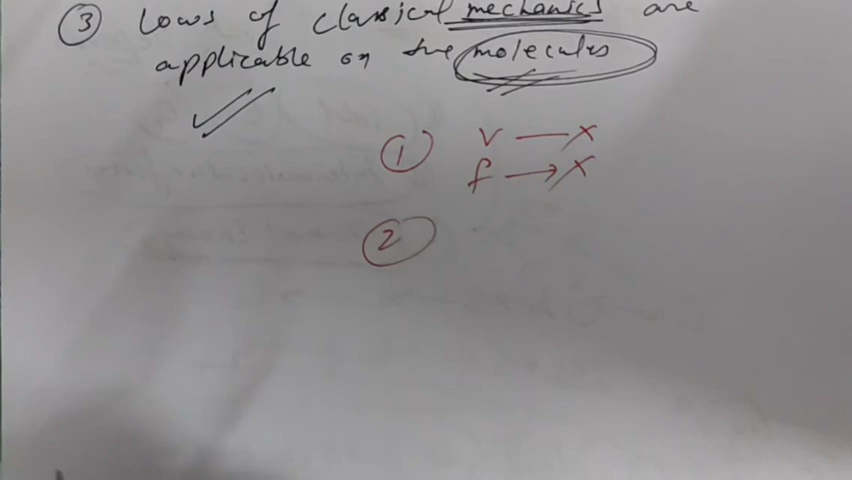 ③ Laws of classical mechanics are
applicable on the molecules
① V — X
f → X
②